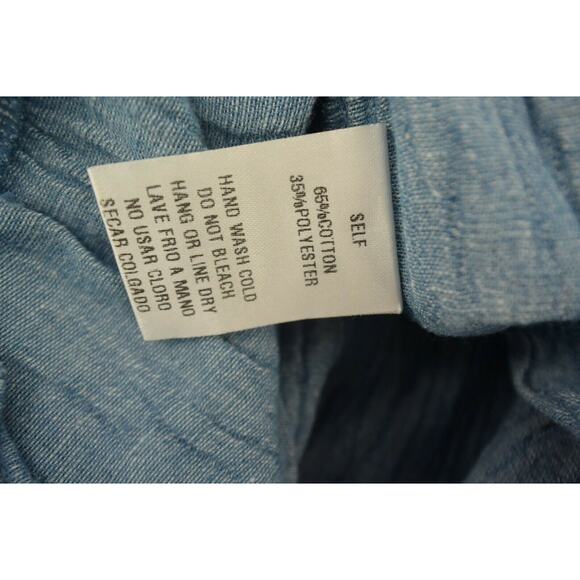 SELF
65%COTTON
35%POLYESTER
HAND WASH COLD
DO NOT BLEACH
HANG OR LINE DRY
LAVE FRIO A MANO
NO USAR CLORO
SECAR COLGADO